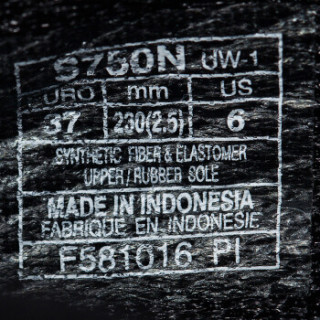 S750N UW-1
EURO mm US
37 230(2.5) 6
SYNTHETIC FIBER & ELASTOMER
UPPER/RUBBER SOLE
MADE IN INDONESIA
FABRIQUE EN INDONESIE
F581016 PI